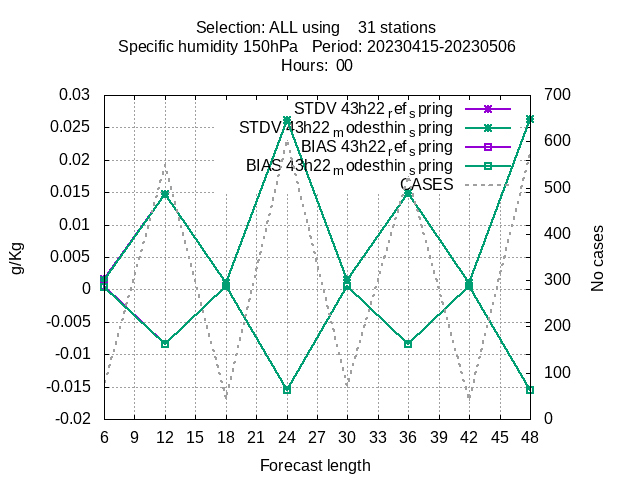 Selection: ALL using    31 stations
Specific humidity 150hPa   Period: 20230415-20230506
Hours:  00
0.03
0.025
0.02
0.015
0.01
0.005
0
-0.005
-0.01
-0.015
-0.02
g/Kg
STDV 43h22_ref_spring
STDV 43h22_modesthin_spring
BIAS 43h22_ref_spring
BIAS 43h22_modesthin_spring
CASES
700
600
500
400
300
200
100
0
No cases
6 9 12 15 18 21 24 27 30 33 36 39 42 45 48
Forecast length